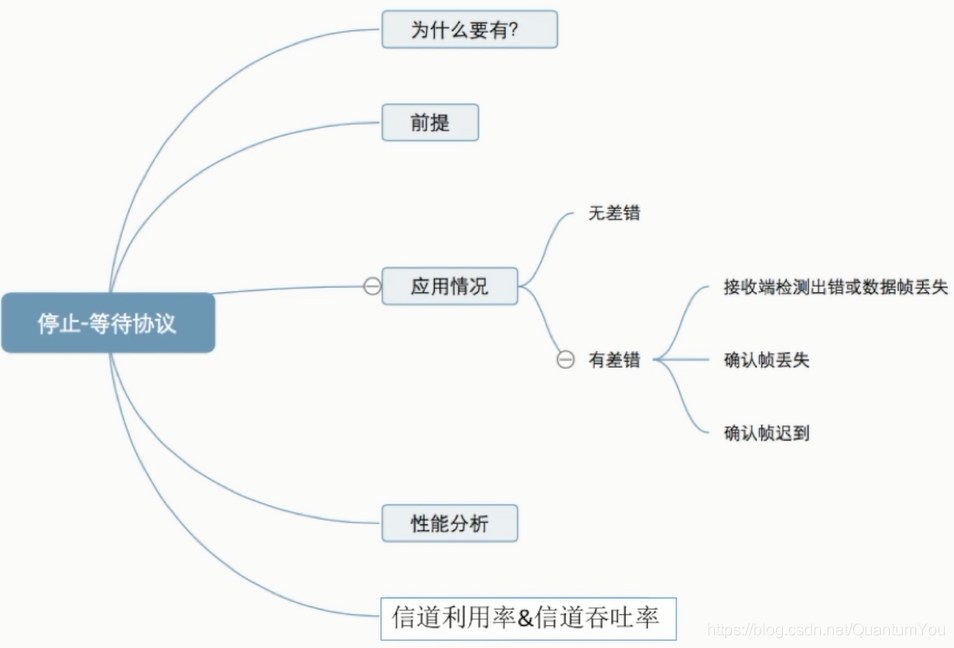 为什么要有?
前提
无差错
应用情况
接收端检测出错或数据帧丢失
停止-等待协议
有差错
确认帧丢失
确认帧迟到
性能分析
信道利用率&信道吞吐率
https://blog.csdn.net/QuantumYou